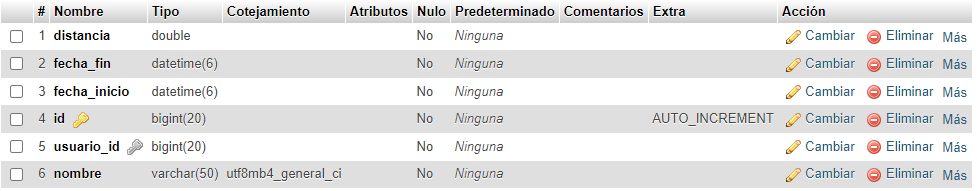 # Nombre Tipo Cotejamiento Atributos Nulo Predeterminado Comentarios Extra Acción
1 distancia double No Ninguna Cambiar Eliminar Más
2 fecha_fin datetime(6) No Ninguna Cambiar Eliminar Más
3 fecha_inicio datetime(6) No Ninguna Cambiar Eliminar Más
4 id bigint(20) No Ninguna AUTO_INCREMENT Cambiar Eliminar Más
5 usuario_id bigint(20) No Ninguna Cambiar Eliminar Más
6 nombre varchar(50) utf8mb4_general_ci No Ninguna Cambiar Eliminar Más